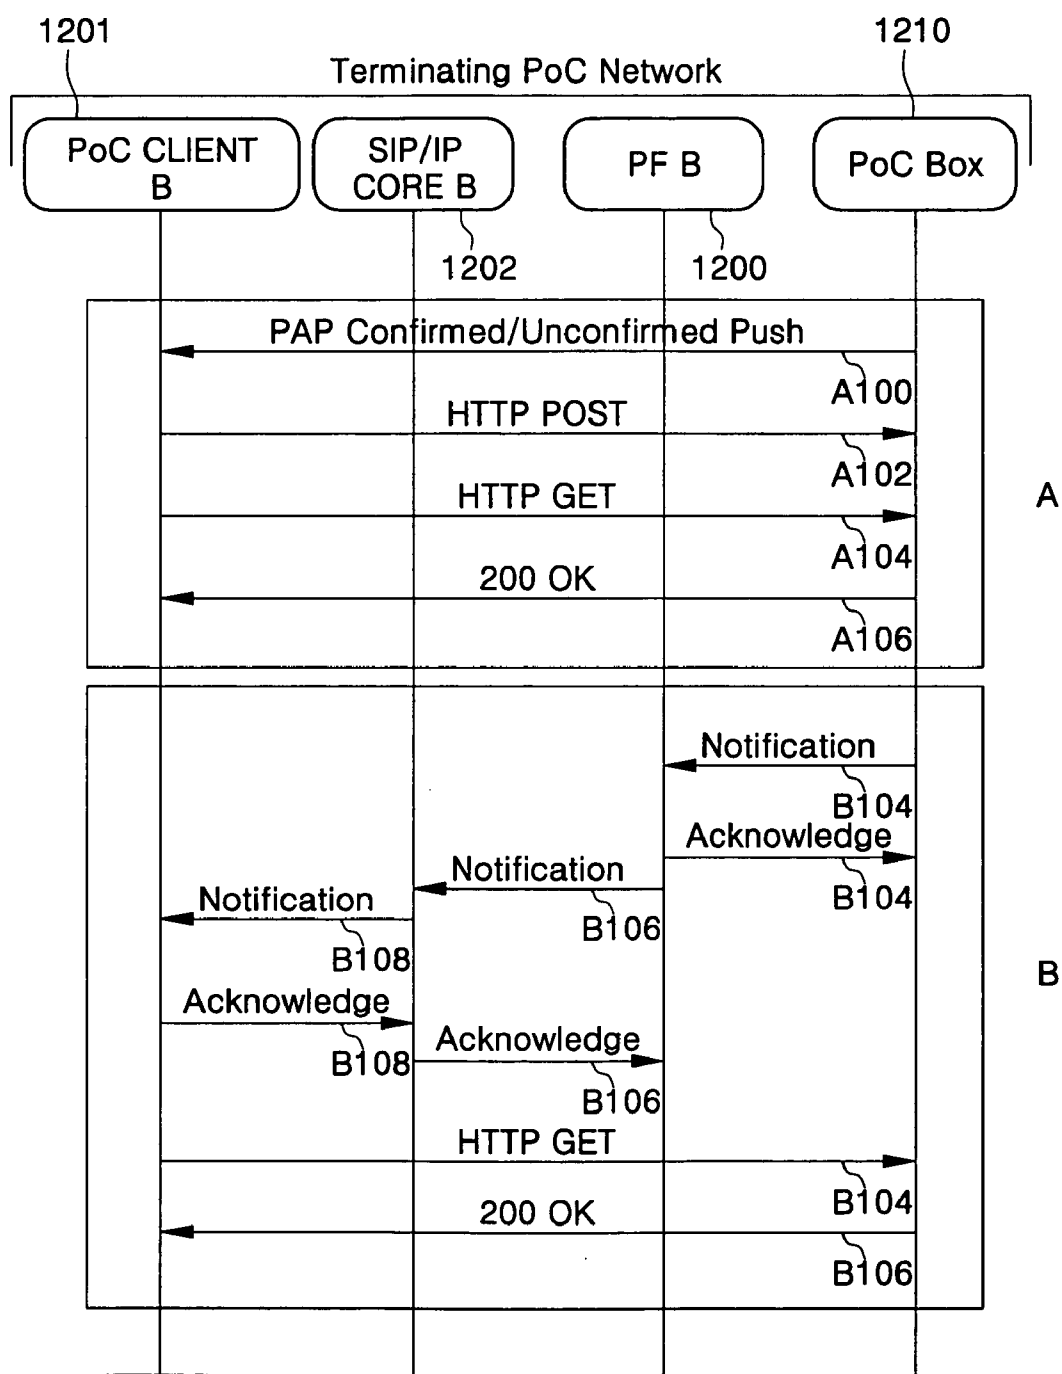 1201
1210
Terminating PoC Network
PoC CLIENT
B
SIP/IP
CORE B
PF B
PoC Box
1202
1200
PAP Confirmed/Unconfirmed Push
A100
HTTP POST
A102
HTTP GET
A
A104
200 OK
A106
Notification
B104
Acknowledge
Notification
B104
Notification
B106
B108
B
Acknowledge
Acknowledge
B108
B106
HTTP GET
B104
200 OK
B106